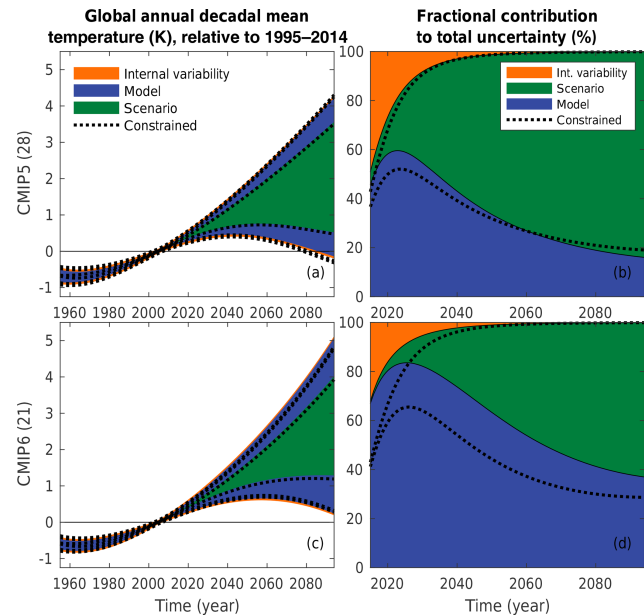 Global annual decadal mean
temperature (K), relative to 1995–2014
Fractional contribution
to total uncertainty (%)
CMIP5 (28)
5
4
3
2
1
0
-1
Internal variability
Model
Scenario
Constrained
(a)
1960 1980 2000 2020 2040 2060 2080
100
80
60
40
20
0
Int. variability
Scenario
Model
Constrained
(b)
2020 2040 2060 2080
CMIP6 (21)
5
4
3
2
1
0
-1
(c)
1960 1980 2000 2020 2040 2060 2080
Time (year)
100
80
60
40
20
0
(d)
2020 2040 2060 2080
Time (year)